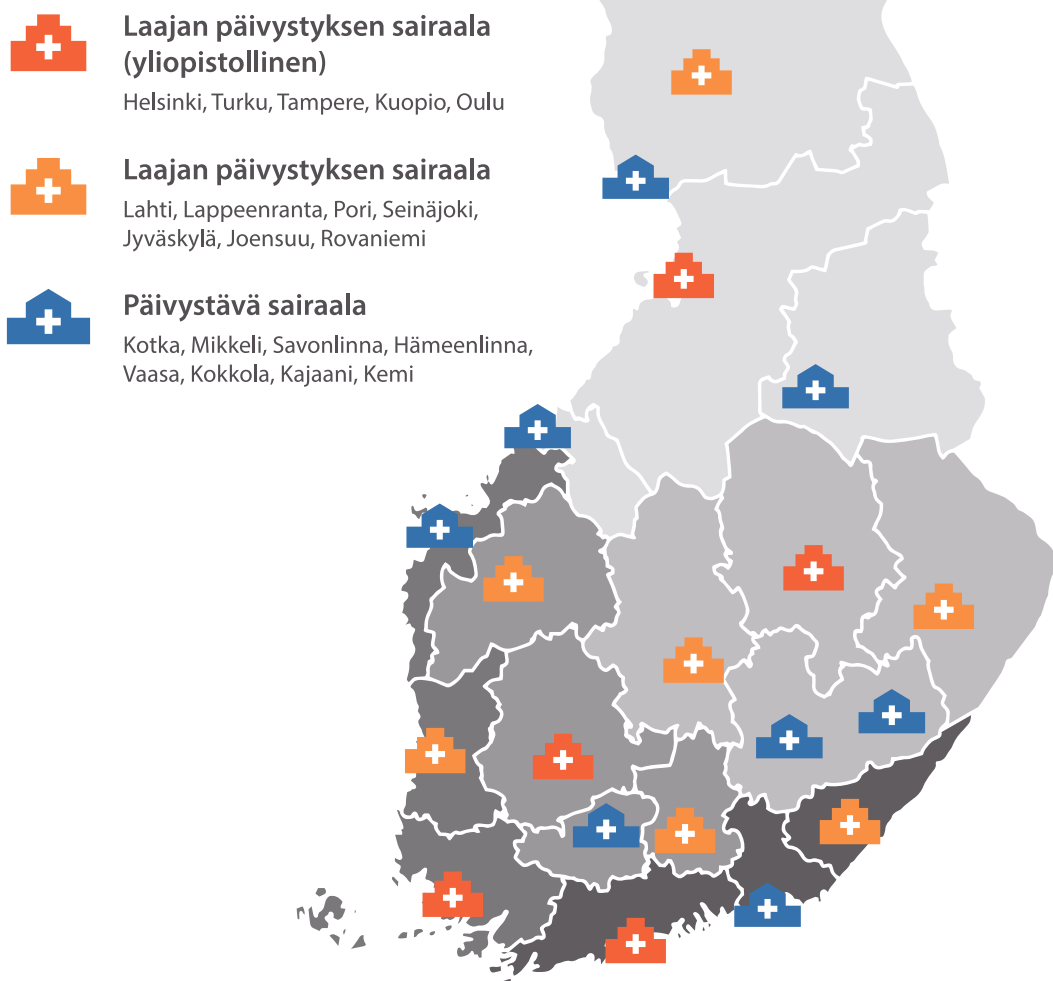 Laajan päivystyksen sairaala
(yliopistollinen)
Helsinki, Turku, Tampere, Kuopio, Oulu
Laajan päivystyksen sairaala
Lahti, Lappeenranta, Pori, Seinäjoki,
Jyväskylä, Joensuu, Rovaniemi
Päivystävä sairaala
Kotka, Mikkeli, Savonlinna, Hämeenlinna,
Vaasa, Kokkola, Kajaani, Kemi